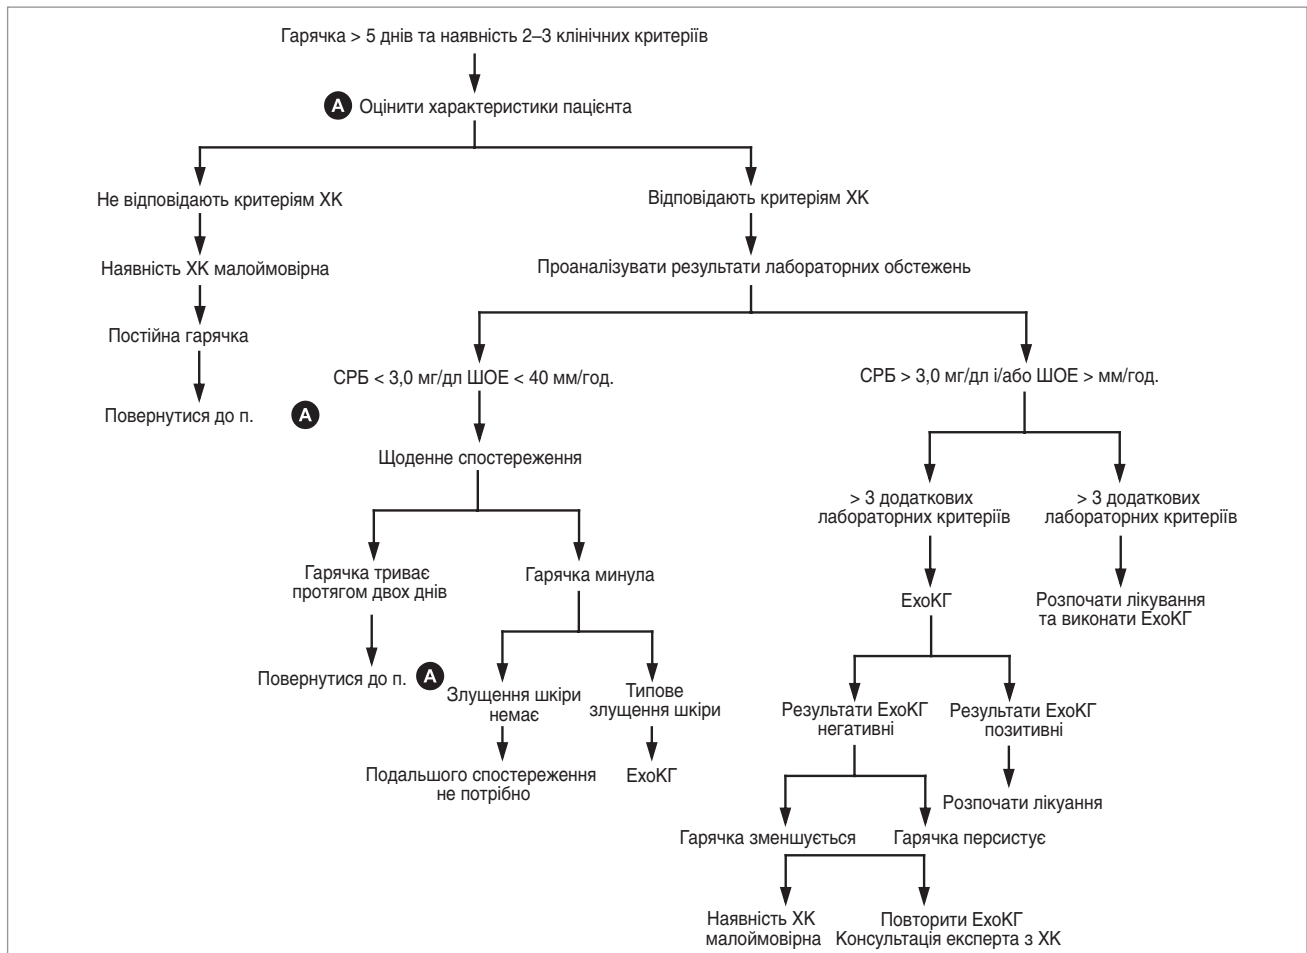 Гарячка > 5 днів та наявність 2–3 клінічних критеріїв
A Оцінити характеристики пацієнта
Не відповідають критеріям ХК
Відповідають критеріям ХК
Наявність ХК малоймовірна
Проаналізувати результати лабораторних обстежень
Постійна гарячка
СРБ < 3,0 мг/дл ШОЕ < 40 мм/год.
СРБ > 3,0 мг/дл і/або ШОЕ > мм/год.
Повернутися до п. A
Щоденне спостереження
> 3 додаткових
лабораторних критеріїв
> 3 додаткових
лабораторних критеріїв
Гарячка триває
протягом двох днів
Гарячка минула
ЕхоКГ
Розпочати лікування
та виконати ЕхоКГ
Повернутися до п. A
Злущення шкіри
немає
Типове
злущення шкіри
Результати ЕхоКГ
негативні
Результати ЕхоКГ
позитивні
Подальшого спостереження
не потрібно
ЕхоКГ
Розпочати лікуання
Гарячка зменшується
Гарячка персистує
Наявність ХК
малоймовірна
Повторити ЕхоКГ
Консультація експерта з ХК